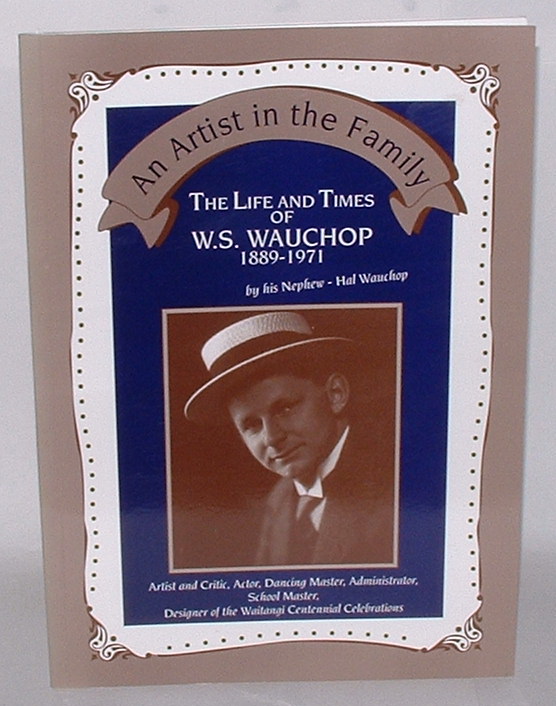 An Artist in the Family
THE LIFE AND TIMES
OF
W.S. WAUCHOP
1889-1971
by his Nephew - Hal Wauchop
Artist and Critic, Actor, Dancing Master, Administrator,
School Master,
Designer of the Waitangi Centennial Celebrations